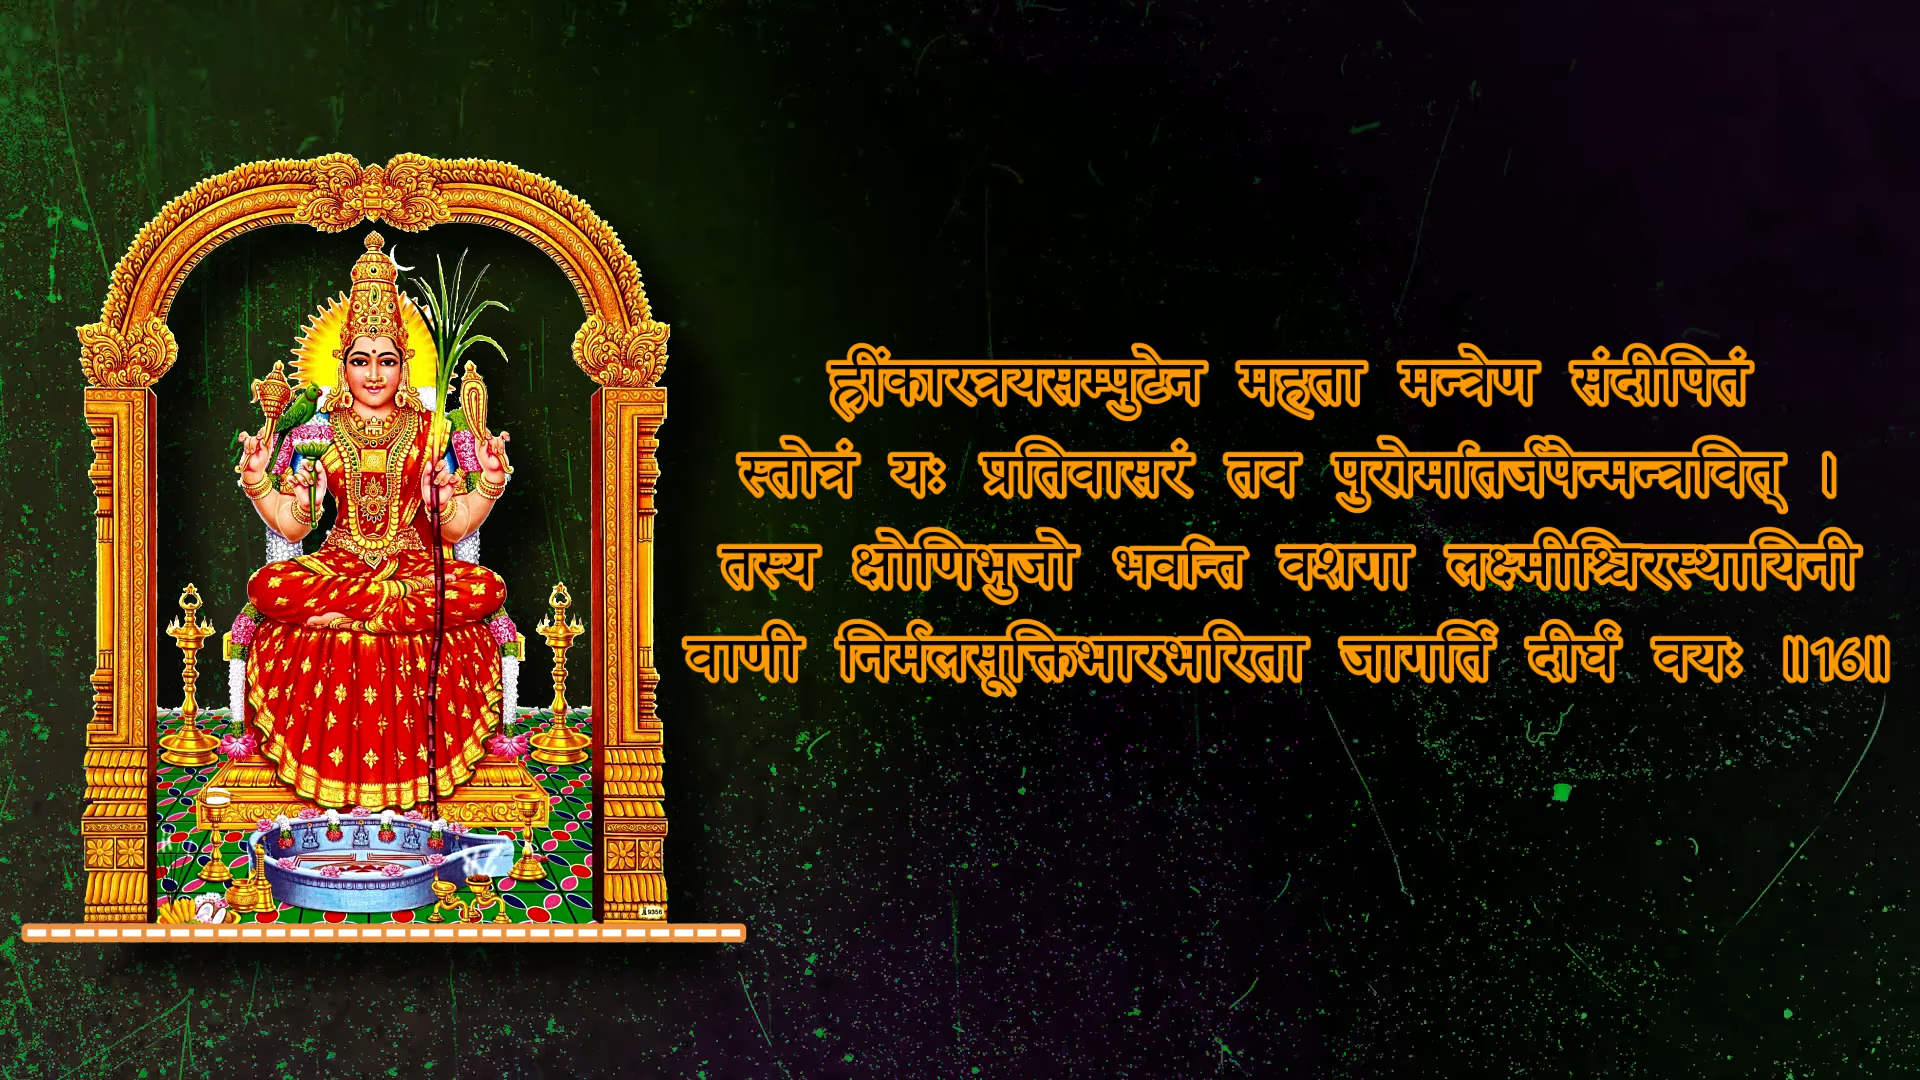 ह्रींकारत्रयसम्पुटेन महता मन्त्रेण संदीपितं
स्तोत्रं यः प्रतिवासरं तव पुरोर्मातर्जपेन्मन्त्रवित् ।
तस्य क्षोणिभुजो भवन्ति वशगा लक्ष्मीश्चिरस्थायिनी
वाणी निर्मलसूक्तिभारभरिता जागर्ति दीर्घं वयः ॥16॥
9356